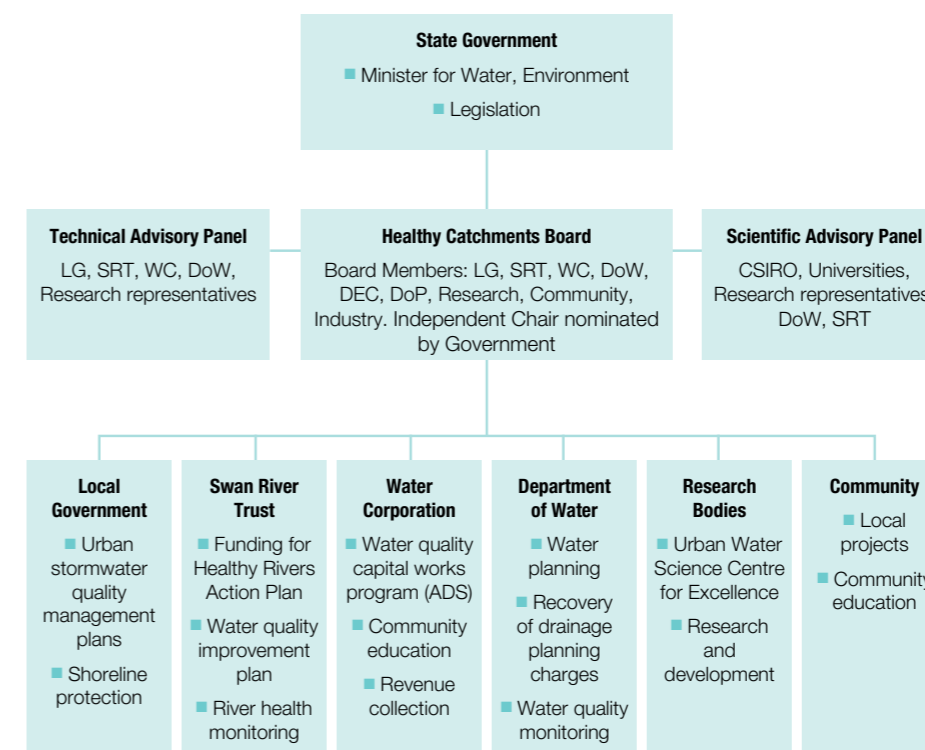 State Government
■ Minister for Water, Environment
■ Legislation
Technical Advisory Panel
LG, SRT, WC, DoW,
Research representatives
Healthy Catchments Board
Board Members: LG, SRT, WC, DoW,
DEC, DoP, Research, Community,
Industry. Independent Chair nominated
by Government
Scientific Advisory Panel
CSIRO, Universities,
Research representatives
DoW, SRT
Local
Government
■ Urban
stormwater
quality
management
plans
■ Shoreline
protection
Swan River
Trust
■ Funding for
Healthy Rivers
Action Plan
■ Water quality
improvement
plan
■ River health
monitoring
Water
Corporation
■ Water quality
capital works
program (ADS)
■ Community
education
■ Revenue
collection
Department
of Water
■ Water
planning
■ Recovery
of drainage
planning
charges
■ Water quality
monitoring
Research
Bodies
■ Urban Water
Science Centre
for Excellence
■ Research
and
development
Community
■ Local
projects
■ Community
education